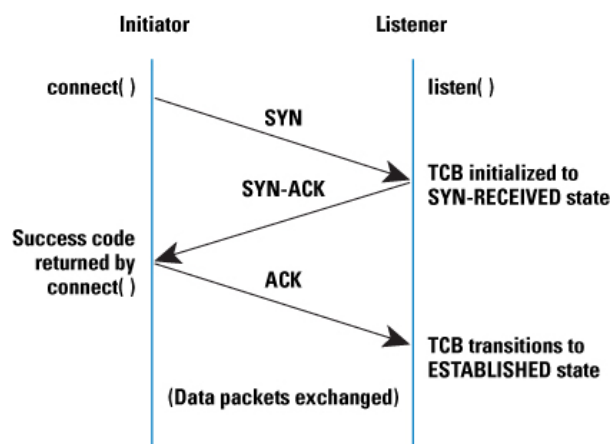 Initiator
Listener
connect( )
listen( )
SYN
TCB initialized to
SYN-RECEIVED state
SYN-ACK
Success code
returned by
connect( )
ACK
TCB transitions to
ESTABLISHED state
(Data packets exchanged)